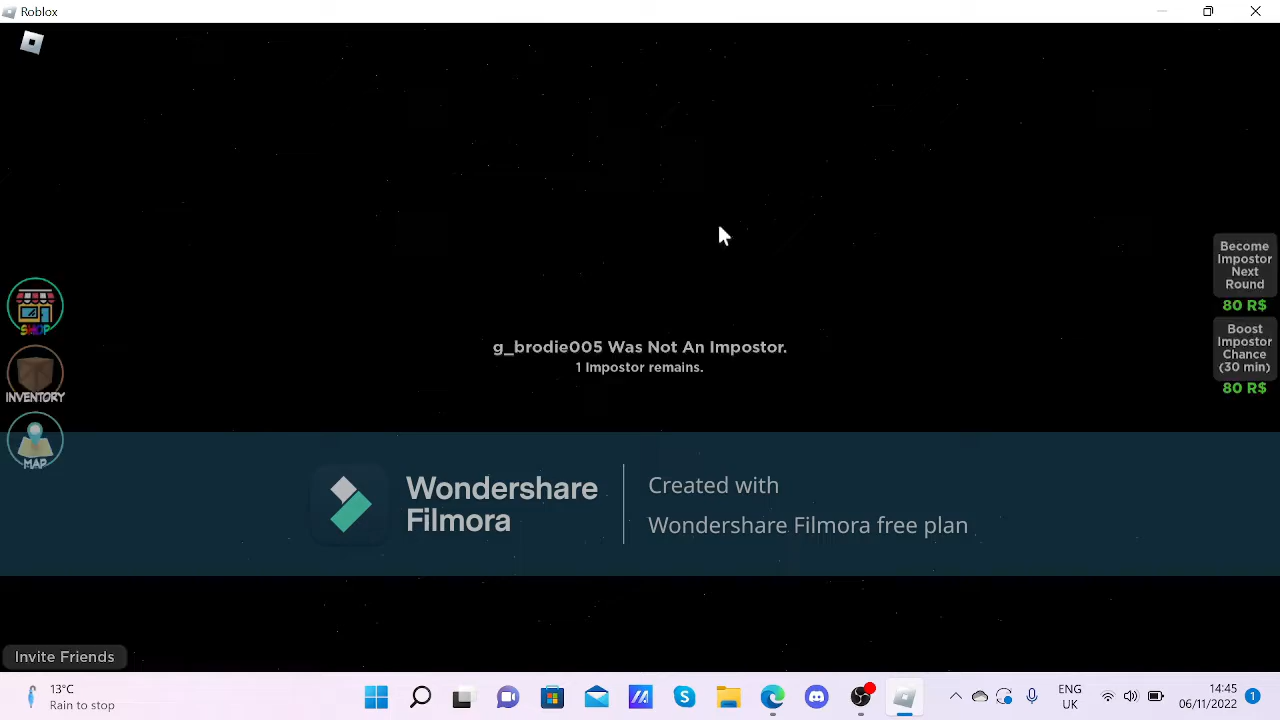 Roblox
SHOP
INVENTORY
MAP
Become
Impostor
Next
Round
80 R$
Boost
Impostor
Chance
(30 min)
80 R$
g_brodie005 Was Not An Impostor.
1 Impostor remains.
Wondershare
Filmora
Created with
Wondershare Filmora free plan
Invite Friends
13°C
Rain to stop
ENG
UK
14:45
06/11/2022
1